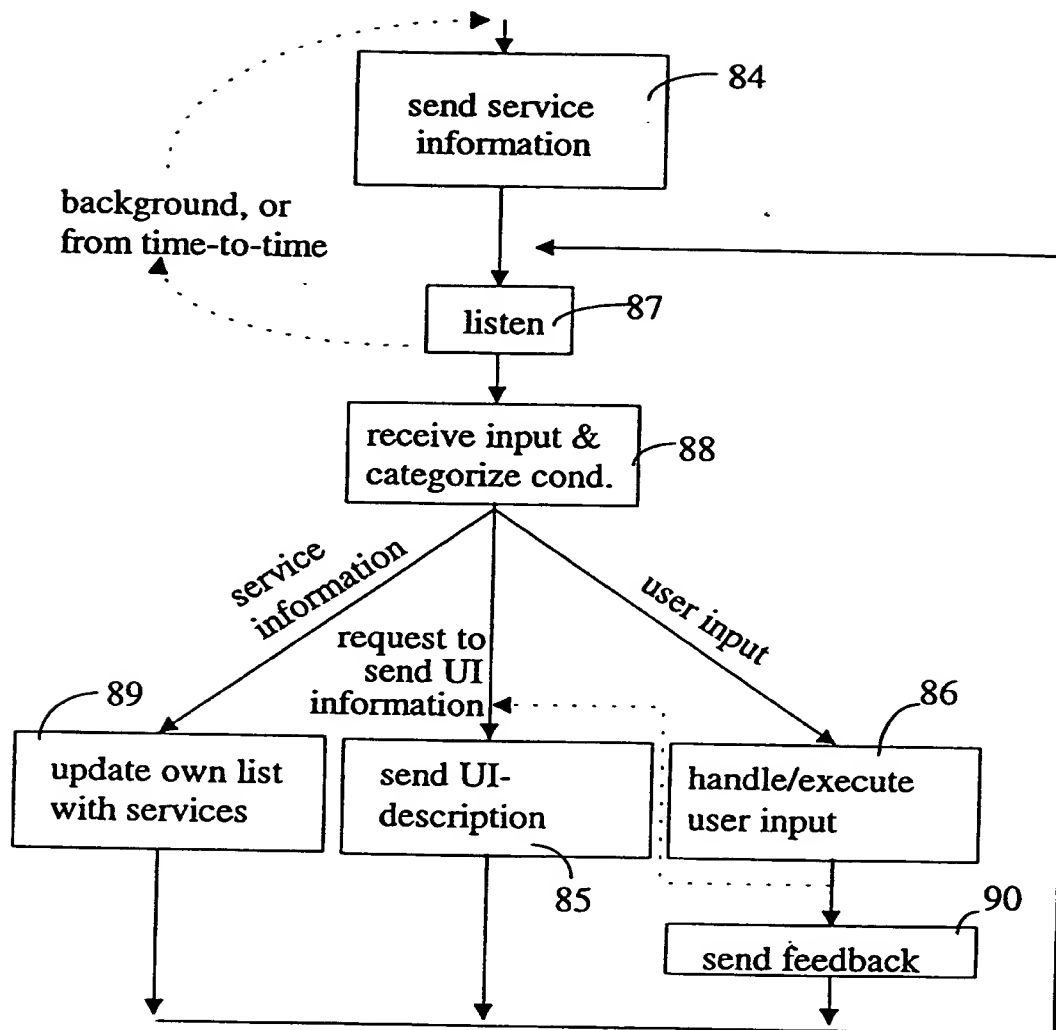 84
send service
information
background, or
from time-to-time
87
listen
receive input &
categorize cond.
88
service
information
request to
send UI
information
user input
89
update own list
with services
send UI-
description
85
86
handle/execute
user input
90
send feedback